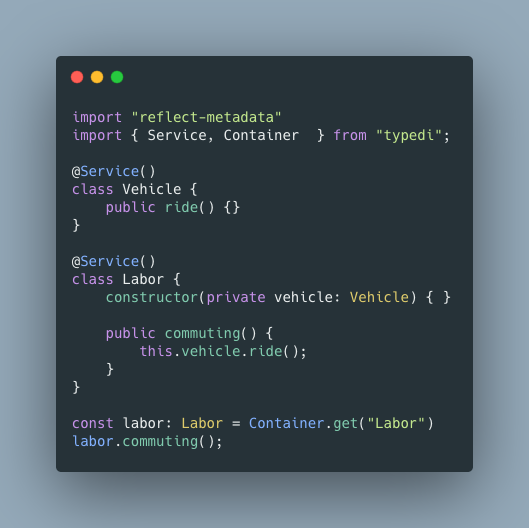 import "reflect-metadata"
import { Service, Container  } from "typedi";
@Service()
class Vehicle {
    public ride() {}
}
@Service()
class Labor {
    constructor(private vehicle: Vehicle) { }
    public commuting() {
        this.vehicle.ride();
    }
}
const labor: Labor = Container.get("Labor")
labor.commuting();